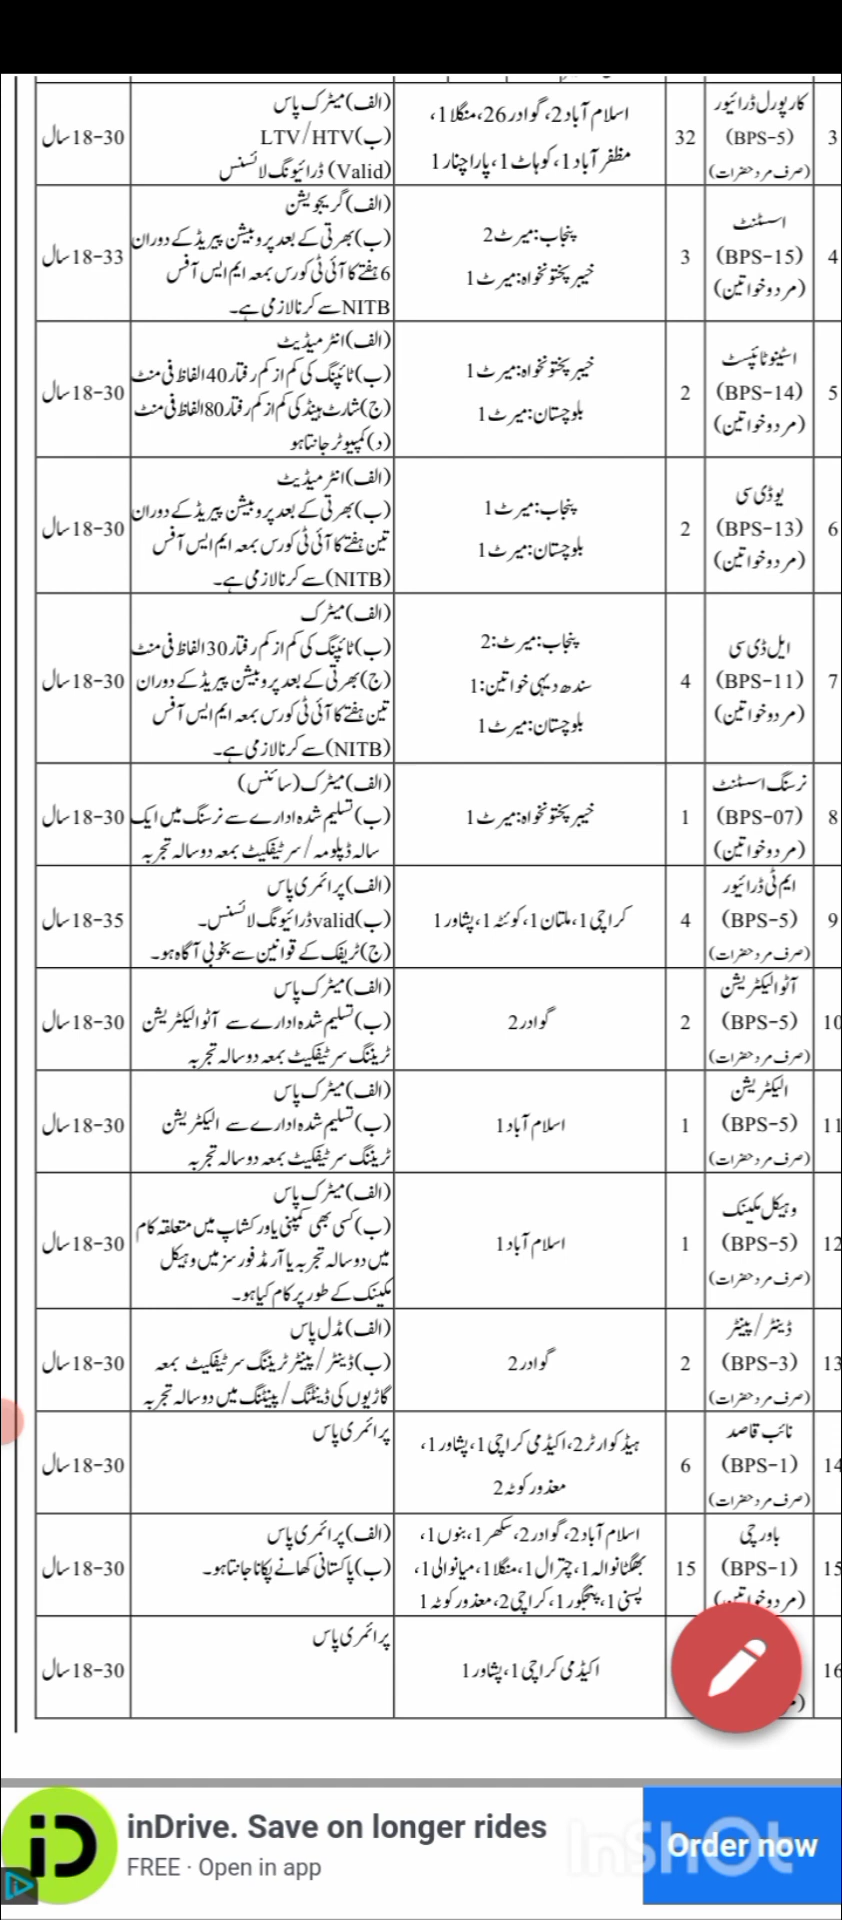 3
کارپورل ڈرائیور
(BPS-5)
(صرف مرد حضرات)
32
اسلام آباد 2، گوادر 26، منگلا 1،
مظفر آباد 1، کوہاٹ 1، پاراچنار 1
(الف) میٹرک پاس
(ب) LTV/HTV
(Valid) ڈرائیونگ لائسنس
18-30 سال
4
اسسٹنٹ
(BPS-15)
(مرد و خواتین)
3
پنجاب: میرٹ 2
خیبر پختونخواہ: میرٹ 1
(الف) گریجویشن
(ب) بھرتی کے بعد پروبیشن پیریڈ کے دوران
6 ہفتے کا آئی ٹی کورس بمعہ ایم ایس آفس
NITB سے کرنا لازمی ہے۔
18-33 سال
5
اسٹینو ٹائپسٹ
(BPS-14)
(مرد و خواتین)
2
خیبر پختونخواہ: میرٹ 1
بلوچستان: میرٹ 1
(الف) انٹرمیڈیٹ
(ب) ٹائپنگ کی کم از کم رفتار 40 الفاظ فی منٹ
(ج) شارٹ ہینڈ کی کم از کم رفتار 80 الفاظ فی منٹ
(د) کمپیوٹر جانتا ہو
18-30 سال
6
یو ڈی سی
(BPS-13)
(مرد و خواتین)
2
پنجاب: میرٹ 1
بلوچستان: میرٹ 1
(الف) انٹرمیڈیٹ
(ب) بھرتی کے بعد پروبیشن پیریڈ کے دوران
تین ہفتے کا آئی ٹی کورس بمعہ ایم ایس آفس
(NITB) سے کرنا لازمی ہے۔
18-30 سال
7
ایل ڈی سی
(BPS-11)
(مرد و خواتین)
4
پنجاب: میرٹ: 2
سندھ دیہی خواتین: 1
بلوچستان: میرٹ 1
(الف) میٹرک
(ب) ٹائپنگ کی کم از کم رفتار 30 الفاظ فی منٹ
(ج) بھرتی کے بعد پروبیشن پیریڈ کے دوران
تین ہفتے کا آئی ٹی کورس بمعہ ایم ایس آفس
(NITB) سے کرنا لازمی ہے۔
18-30 سال
8
نرسنگ اسسٹنٹ
(BPS-07)
(مرد و خواتین)
1
خیبر پختونخواہ: میرٹ 1
(الف) میٹرک (سائنس)
(ب) تسلیم شدہ ادارے سے نرسنگ میں ایک
سالہ ڈپلومہ / سرٹیفکیٹ بمعہ دو سالہ تجربہ
18-30 سال
9
ایم ٹی ڈرائیور
(BPS-5)
(صرف مرد حضرات)
4
کراچی 1، ملتان 1، کوئٹہ 1، پشاور 1
(الف) پرائمری پاس
(ب) valid ڈرائیونگ لائسنس۔
(ج) ٹریفک کے قوانین سے بخوبی آگاہ ہو۔
18-35 سال
10
آٹو الیکٹریشن
(BPS-5)
(صرف مرد حضرات)
2
گوادر 2
(الف) میٹرک پاس
(ب) تسلیم شدہ ادارے سے آٹو الیکٹریشن
ٹریننگ سرٹیفکیٹ بمعہ دو سالہ تجربہ
18-30 سال
11
الیکٹریشن
(BPS-5)
(صرف مرد حضرات)
1
اسلام آباد 1
(الف) میٹرک پاس
(ب) تسلیم شدہ ادارے سے الیکٹریشن
ٹریننگ سرٹیفکیٹ بمعہ دو سالہ تجربہ
18-30 سال
12
وہیکل مکینک
(BPS-5)
(صرف مرد حضرات)
1
اسلام آباد 1
(الف) میٹرک پاس
(ب) کسی بھی کمپنی یا ورکشاپ میں متعلقہ کام
میں دو سالہ تجربہ یا آرمڈ فورسز میں وہیکل
مکینک کے طور پر کام کیا ہو۔
18-30 سال
13
ڈینٹر / پینٹر
(BPS-3)
(صرف مرد حضرات)
2
گوادر 2
(الف) مڈل پاس
(ب) ڈینٹر / پینٹر ٹریننگ سرٹیفکیٹ بمعہ
گاڑیوں کی ڈینٹنگ / پینٹنگ میں دو سالہ تجربہ
18-30 سال
14
نائب قاصد
(BPS-1)
(صرف مرد حضرات)
6
ہیڈ کوارٹر 2، اکیڈمی کراچی 1، پشاور 1،
معذور کوٹہ 2
پرائمری پاس
18-30 سال
15
باورچی
(BPS-1)
(مرد و خواتین)
15
اسلام آباد 2، گوادر 2، سکھر 1، بنوں 1،
بھگٹانوالہ 1، چترال 1، منگلا 1، میانوالی 1،
پسنی 1، پنجگور 1، کراچی 2، معذور کوٹہ 1
(الف) پرائمری پاس
(ب) پاکستانی کھانے پکانا جانتا ہو۔
18-30 سال
16
اکیڈمی کراچی 1، پشاور 1
پرائمری پاس
18-30 سال
inDrive. Save on longer rides
FREE · Open in app
Order now
InShOt